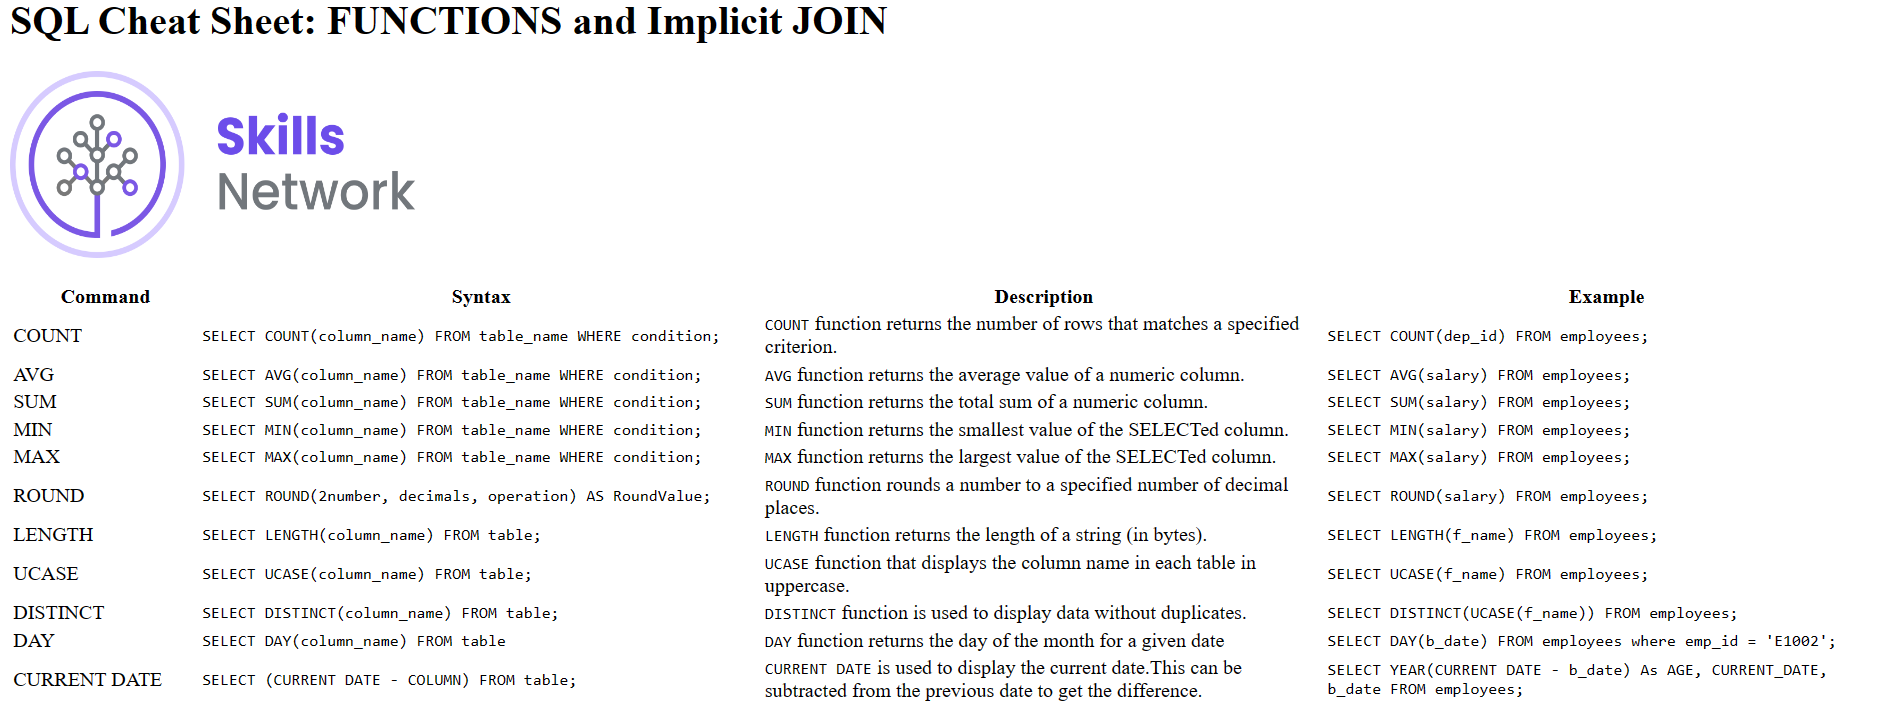 SQL Cheat Sheet: FUNCTIONS and Implicit JOIN
Skills
Network
Command Syntax Description Example
COUNT SELECT COUNT(column_name) FROM table_name WHERE condition; COUNT function returns the number of rows that matches a specified criterion. SELECT COUNT(dep_id) FROM employees;
AVG SELECT AVG(column_name) FROM table_name WHERE condition; AVG function returns the average value of a numeric column. SELECT AVG(salary) FROM employees;
SUM SELECT SUM(column_name) FROM table_name WHERE condition; SUM function returns the total sum of a numeric column. SELECT SUM(salary) FROM employees;
MIN SELECT MIN(column_name) FROM table_name WHERE condition; MIN function returns the smallest value of the SELECTed column. SELECT MIN(salary) FROM employees;
MAX SELECT MAX(column_name) FROM table_name WHERE condition; MAX function returns the largest value of the SELECTed column. SELECT MAX(salary) FROM employees;
ROUND SELECT ROUND(2number, decimals, operation) AS RoundValue; ROUND function rounds a number to a specified number of decimal places. SELECT ROUND(salary) FROM employees;
LENGTH SELECT LENGTH(column_name) FROM table; LENGTH function returns the length of a string (in bytes). SELECT LENGTH(f_name) FROM employees;
UCASE SELECT UCASE(column_name) FROM table; UCASE function that displays the column name in each table in uppercase. SELECT UCASE(f_name) FROM employees;
DISTINCT SELECT DISTINCT(column_name) FROM table; DISTINCT function is used to display data without duplicates. SELECT DISTINCT(UCASE(f_name)) FROM employees;
DAY SELECT DAY(column_name) FROM table DAY function returns the day of the month for a given date SELECT DAY(b_date) FROM employees where emp_id = 'E1002';
CURRENT DATE SELECT (CURRENT DATE - COLUMN) FROM table; CURRENT DATE is used to display the current date.This can be subtracted from the previous date to get the difference. SELECT YEAR(CURRENT DATE - b_date) As AGE, CURRENT_DATE, b_date FROM employees;